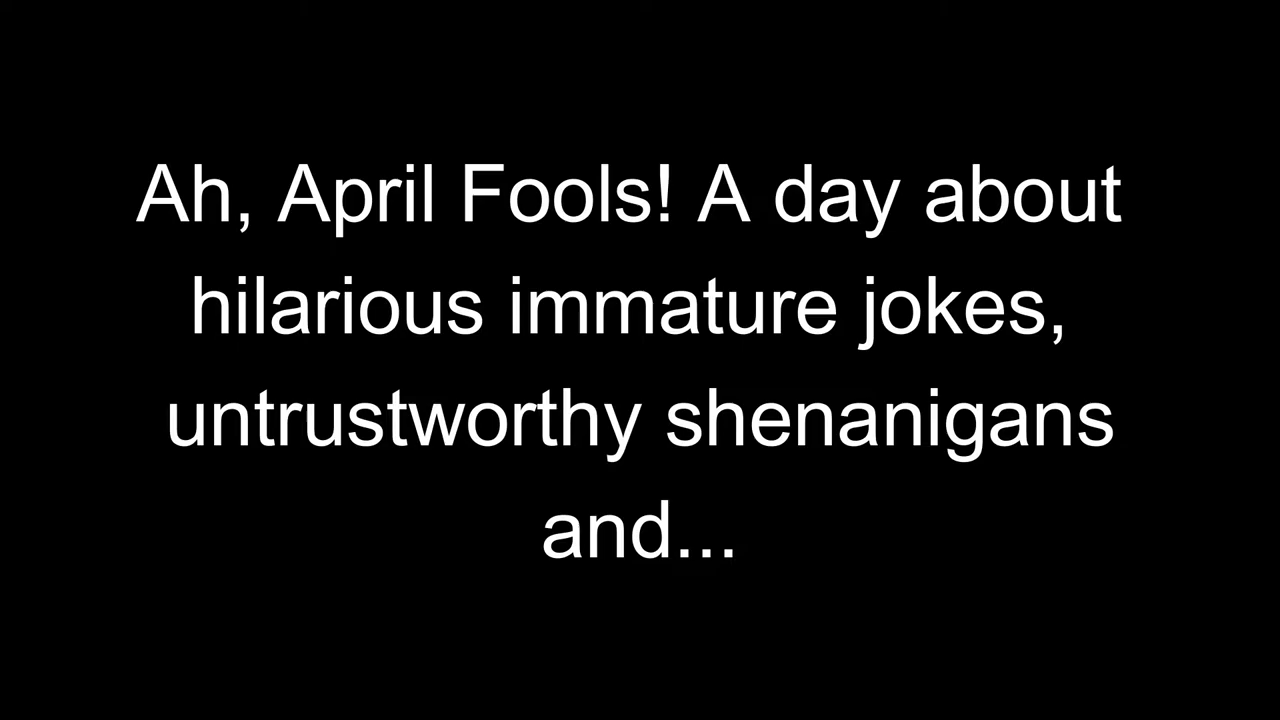 Ah, April Fools! A day about
hilarious immature jokes,
untrustworthy shenanigans
and...